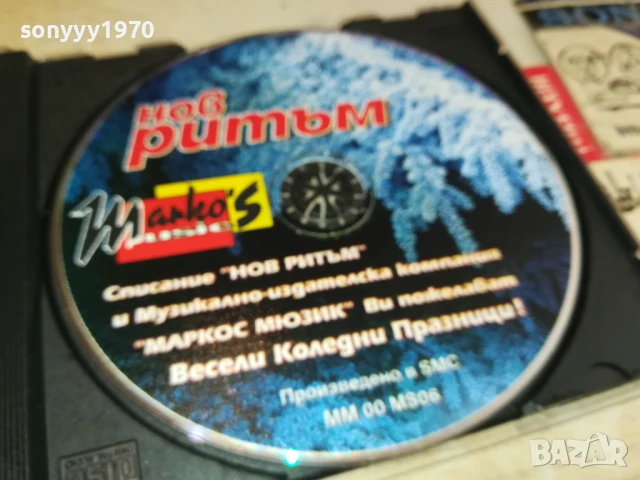 sonyyy1970
нов
ритъм
Marko's
music
Списание "НОВ РИТЪМ"
и Музикално-издателска компания
"МАРКОС МЮЗИК" Ви пожелават
Весели Коледни Празници!
Произведено в SMC
MM 00 MS06
BAZAR
bg